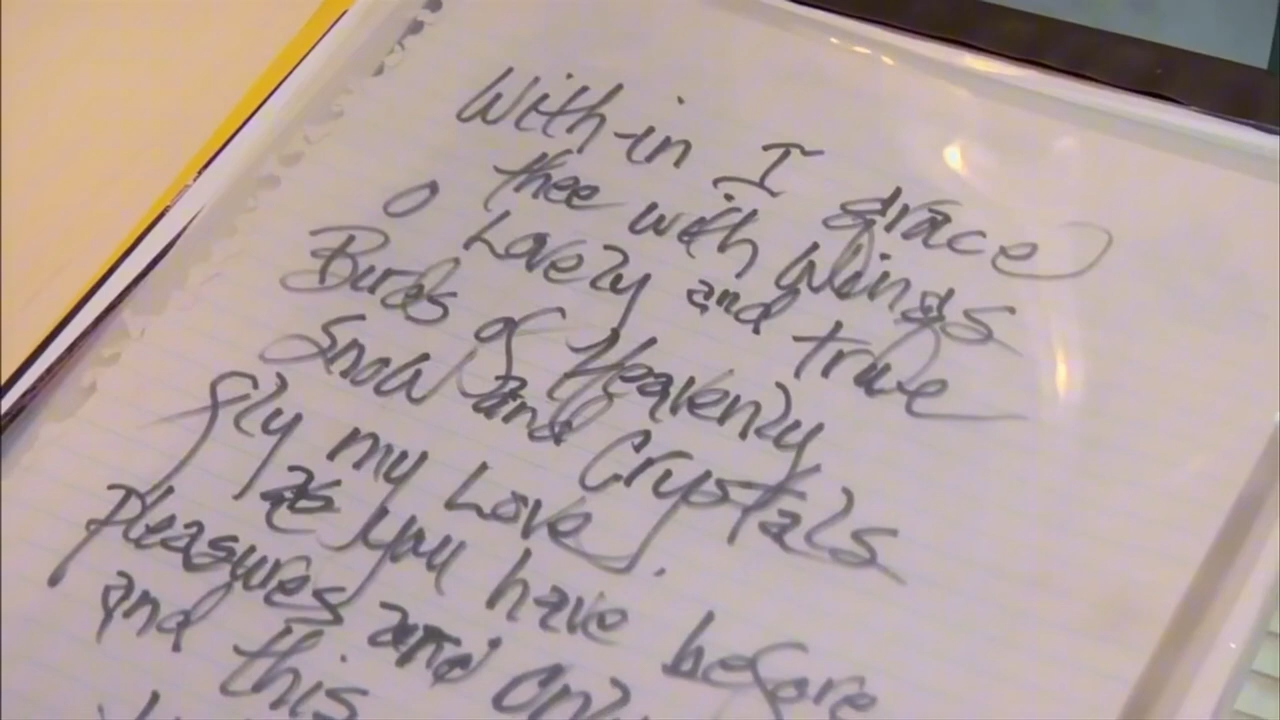 With-in I grace
thee with Wings
O Lovely and true
Birds of Heavenly
Snow and Crystals
fly my Love.
as you have before
Pleasures and
and this